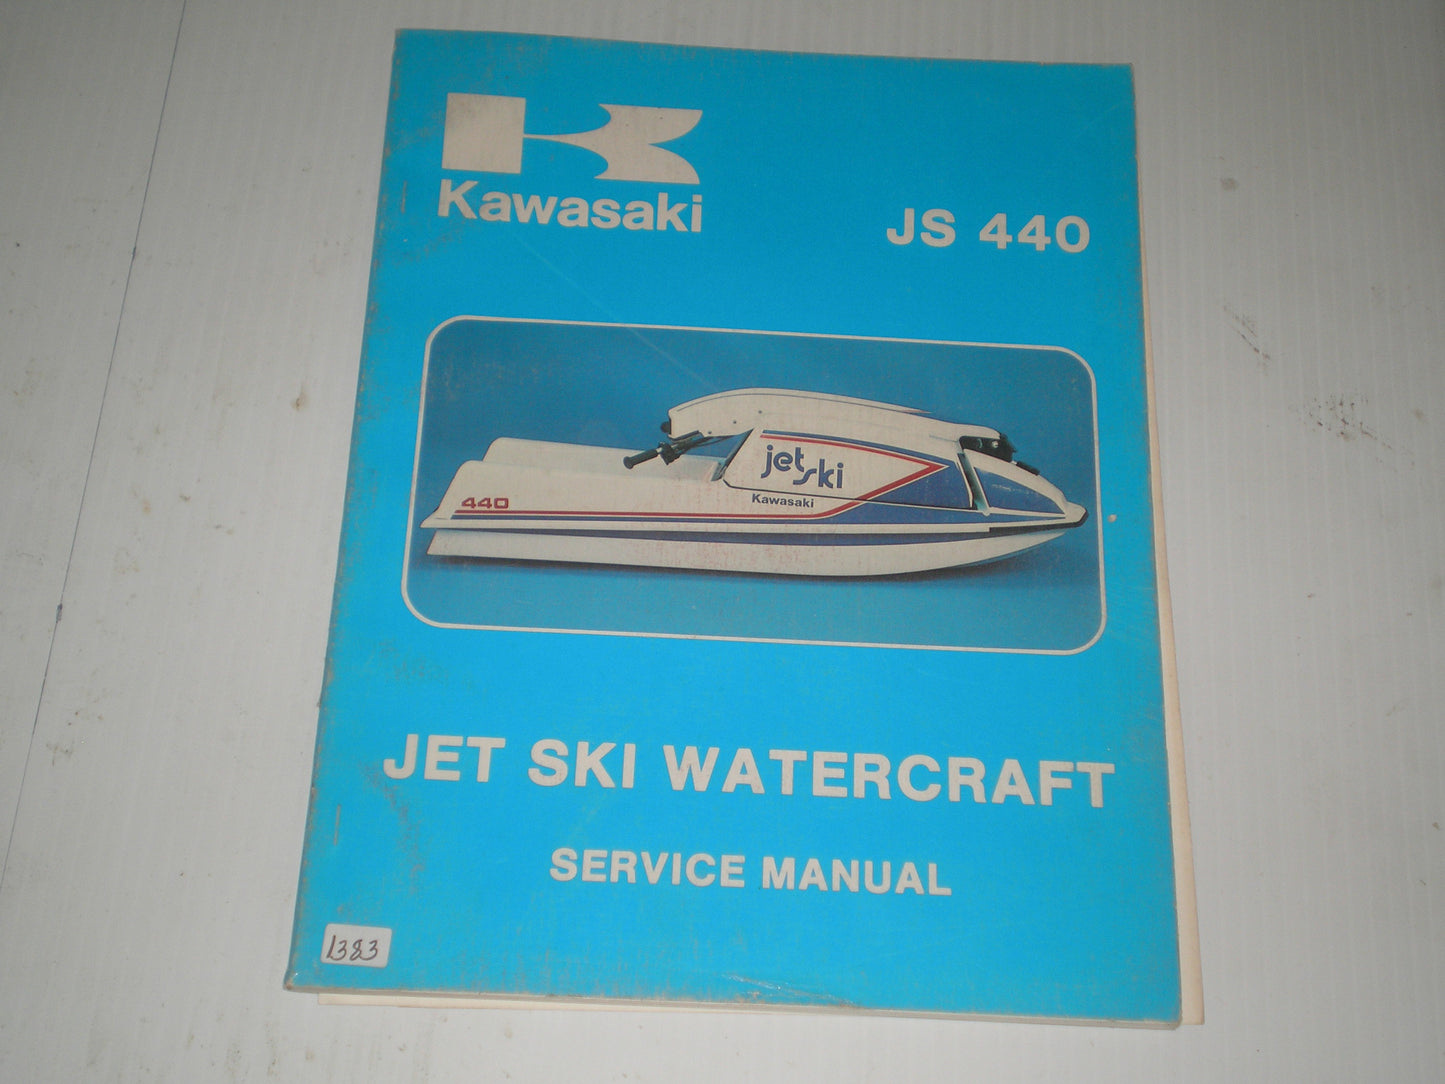 Kawasaki
JS 440
jet ski
Kawasaki
440
JET SKI WATERCRAFT
SERVICE MANUAL
1383